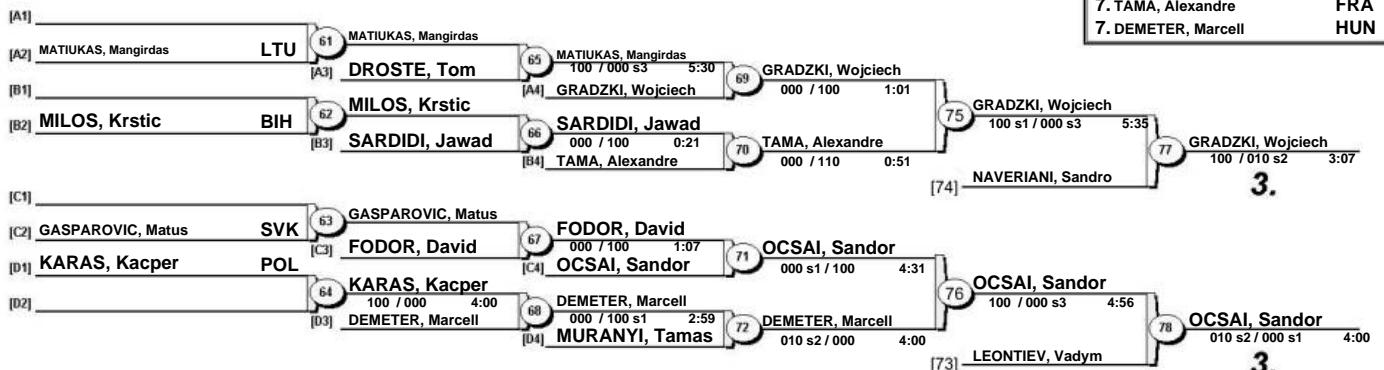 7. TAMA, Alexandre FRA
7. DEMETER, Marcell HUN
[A1]
[A2] MATIUKAS, Mangirdas LTU
61
MATIUKAS, Mangirdas
[A3] DROSTE, Tom
65
MATIUKAS, Mangirdas
100 / 000 s3 5:30
[A4] GRADZKI, Wojciech
69
GRADZKI, Wojciech
000 / 100 1:01
[B1]
[B2] MILOS, Krstic BIH
62
MILOS, Krstic
[B3] SARDIDI, Jawad
66
SARDIDI, Jawad
000 / 100 0:21
[B4] TAMA, Alexandre
70
TAMA, Alexandre
000 / 110 0:51
75
GRADZKI, Wojciech
100 s1 / 000 s3 5:35
[74] NAVERIANI, Sandro
77
GRADZKI, Wojciech
100 / 010 s2 3:07
3.
[C1]
[C2] GASPAROVIC, Matus SVK
63
GASPAROVIC, Matus
[C3] FODOR, David
67
FODOR, David
000 / 100 1:07
[C4] OCSAI, Sandor
71
OCSAI, Sandor
000 s1 / 100 4:31
[D1] KARAS, Kacper POL
[D2]
64
KARAS, Kacper
100 / 000 4:00
[D3] DEMETER, Marcell
68
DEMETER, Marcell
000 / 100 s1 2:59
[D4] MURANYI, Tamas
72
DEMETER, Marcell
010 s2 / 000 4:00
76
OCSAI, Sandor
100 / 000 s3 4:56
[73] LEONTIEV, Vadym
78
OCSAI, Sandor
010 s2 / 000 s1 4:00
3.